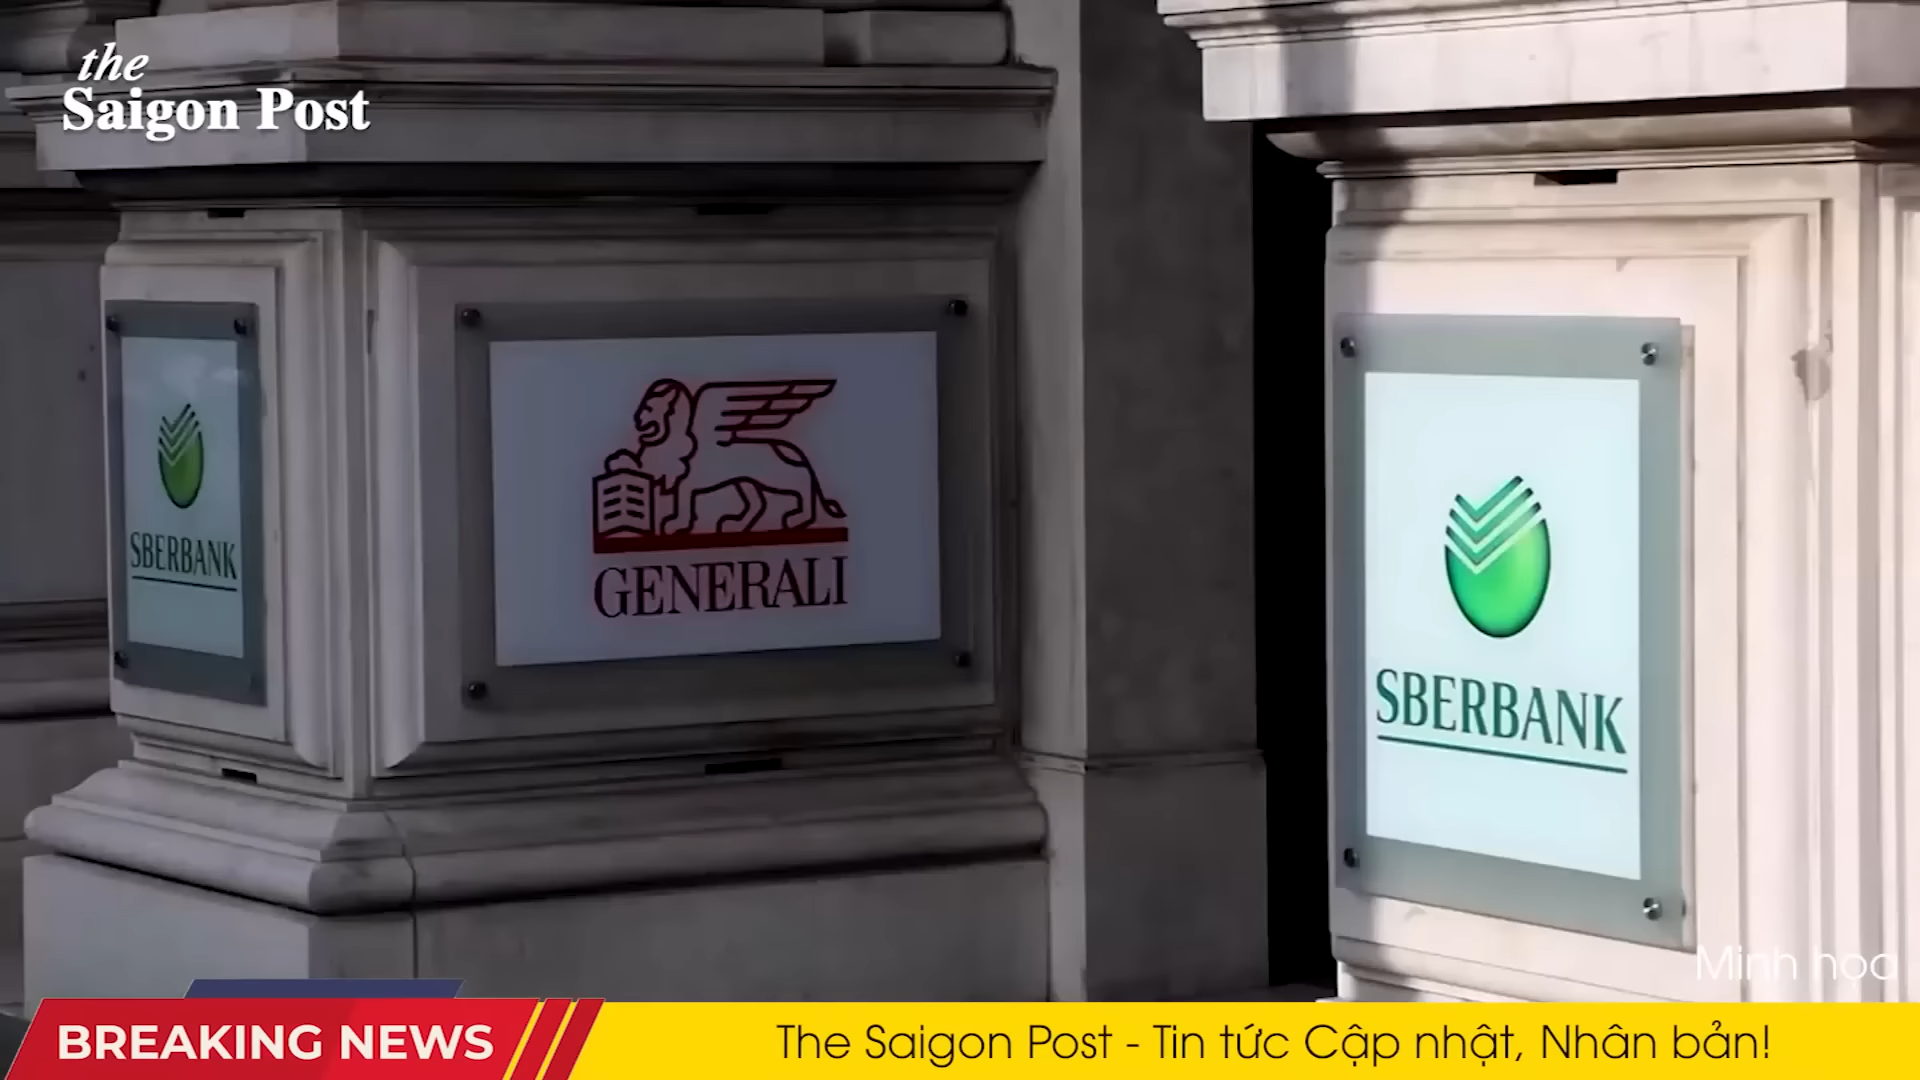 the
Saigon Post
SBERBANK
GENERALI
SBERBANK
Minh họa
BREAKING NEWS
The Saigon Post - Tin tức Cập nhật, Nhân bản!